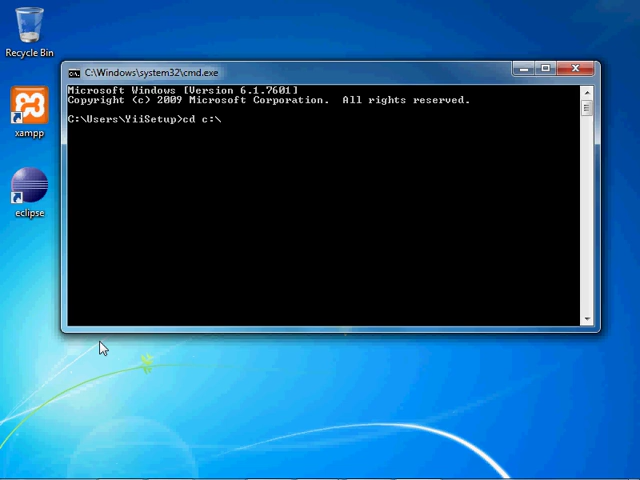 Recycle Bin
C:\Windows\system32\cmd.exe
Microsoft Windows [Version 6.1.7601]
Copyright (c) 2009 Microsoft Corporation.  All rights reserved.
C:\Users\YiiSetup>cd c:\
xampp
eclipse